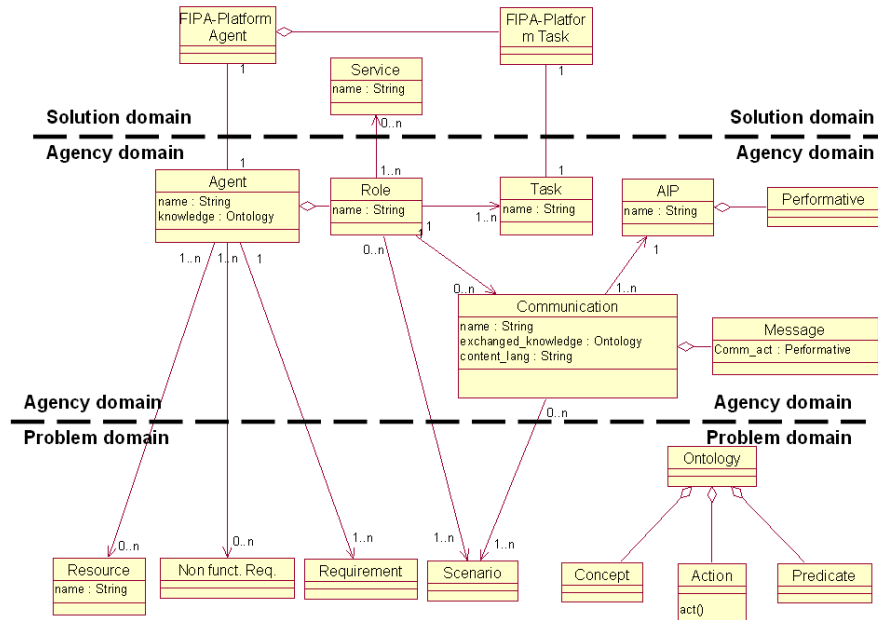 FIPA-Platform
Agent
FIPA-Platfor
m Task
1
1
Service
name : String
0..n
Solution domain
Solution domain
Agency domain
Agency domain
1
1..n
1
Agent
name : String
knowledge : Ontology
Role
name : String
Task
name : String
AIP
name : String
Performative
1
1
1..n
1
0..n
1..n
1..n
1
0..n
1..n
Communication
name : String
exchanged_knowledge : Ontology
content_lang : String
Message
Comm_act : Performative
0..n
Agency domain
Agency domain
Problem domain
Problem domain
Ontology
0..n
0..n
1..n
1..n
1..n
Resource
name : String
Non funct. Req.
Requirement
Scenario
Concept
Action
act()
Predicate